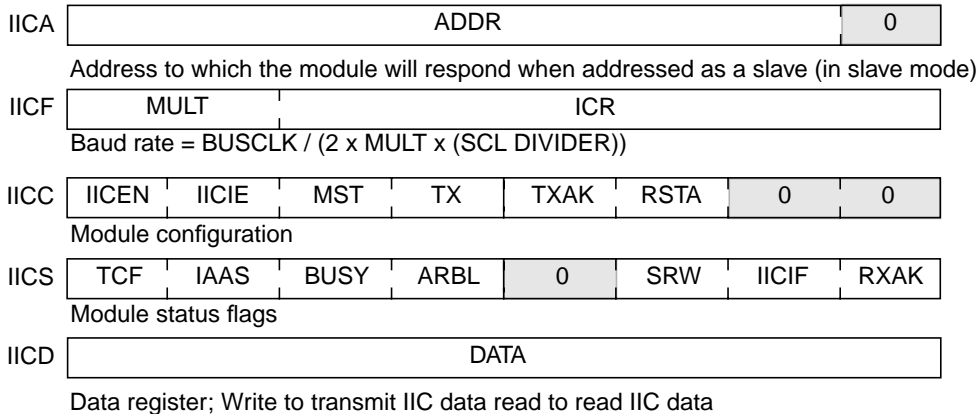 IICA ADDR 0
Address to which the module will respond when addressed as a slave (in slave mode)
IICF MULT ICR
Baud rate = BUSCLK / (2 x MULT x (SCL DIVIDER))
IICC IICEN IICIE MST TX TXAK RSTA 0 0
Module configuration
IICS TCF IAAS BUSY ARBL 0 SRW IICIF RXAK
Module status flags
IICD DATA
Data register; Write to transmit IIC data read to read IIC data